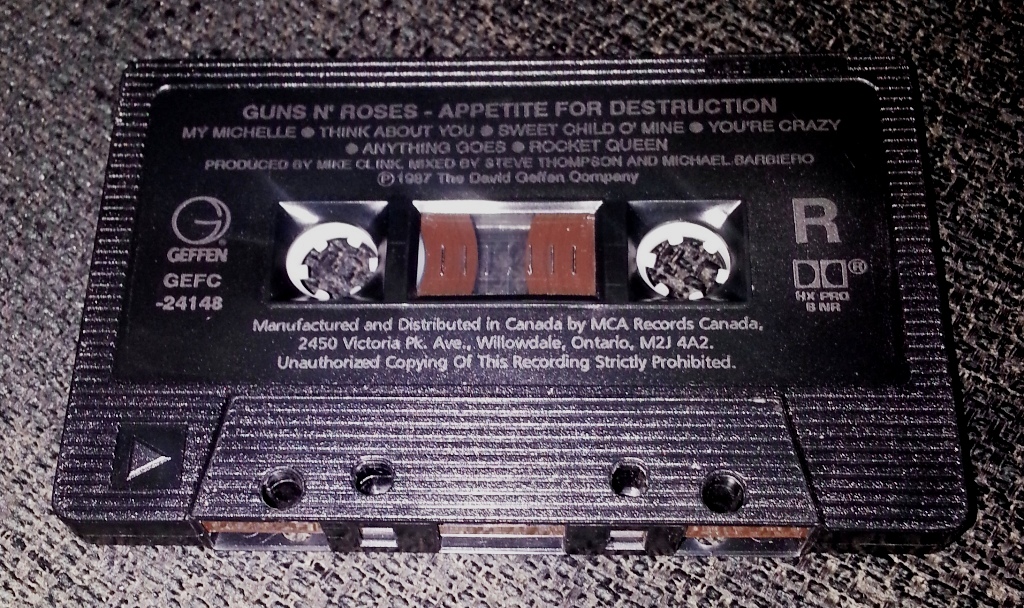 GUNS N' ROSES - APPETITE FOR DESTRUCTION
MY MICHELLE ● THINK ABOUT YOU ● SWEET CHILD O' MINE ● YOU'RE CRAZY
● ANYTHING GOES ● ROCKET QUEEN
PRODUCED BY MIKE CLINK, MIXED BY STEVE THOMPSON AND MICHAEL BARBIERO
Ⓟ 1987 The David Geffen Company
G
GEFFEN
GEFC
-24148
R
®
HX PRO
B NR
Manufactured and Distributed in Canada by MCA Records Canada,
2450 Victoria Pk. Ave., Willowdale, Ontario, M2J 4A2.
Unauthorized Copying Of This Recording Strictly Prohibited.